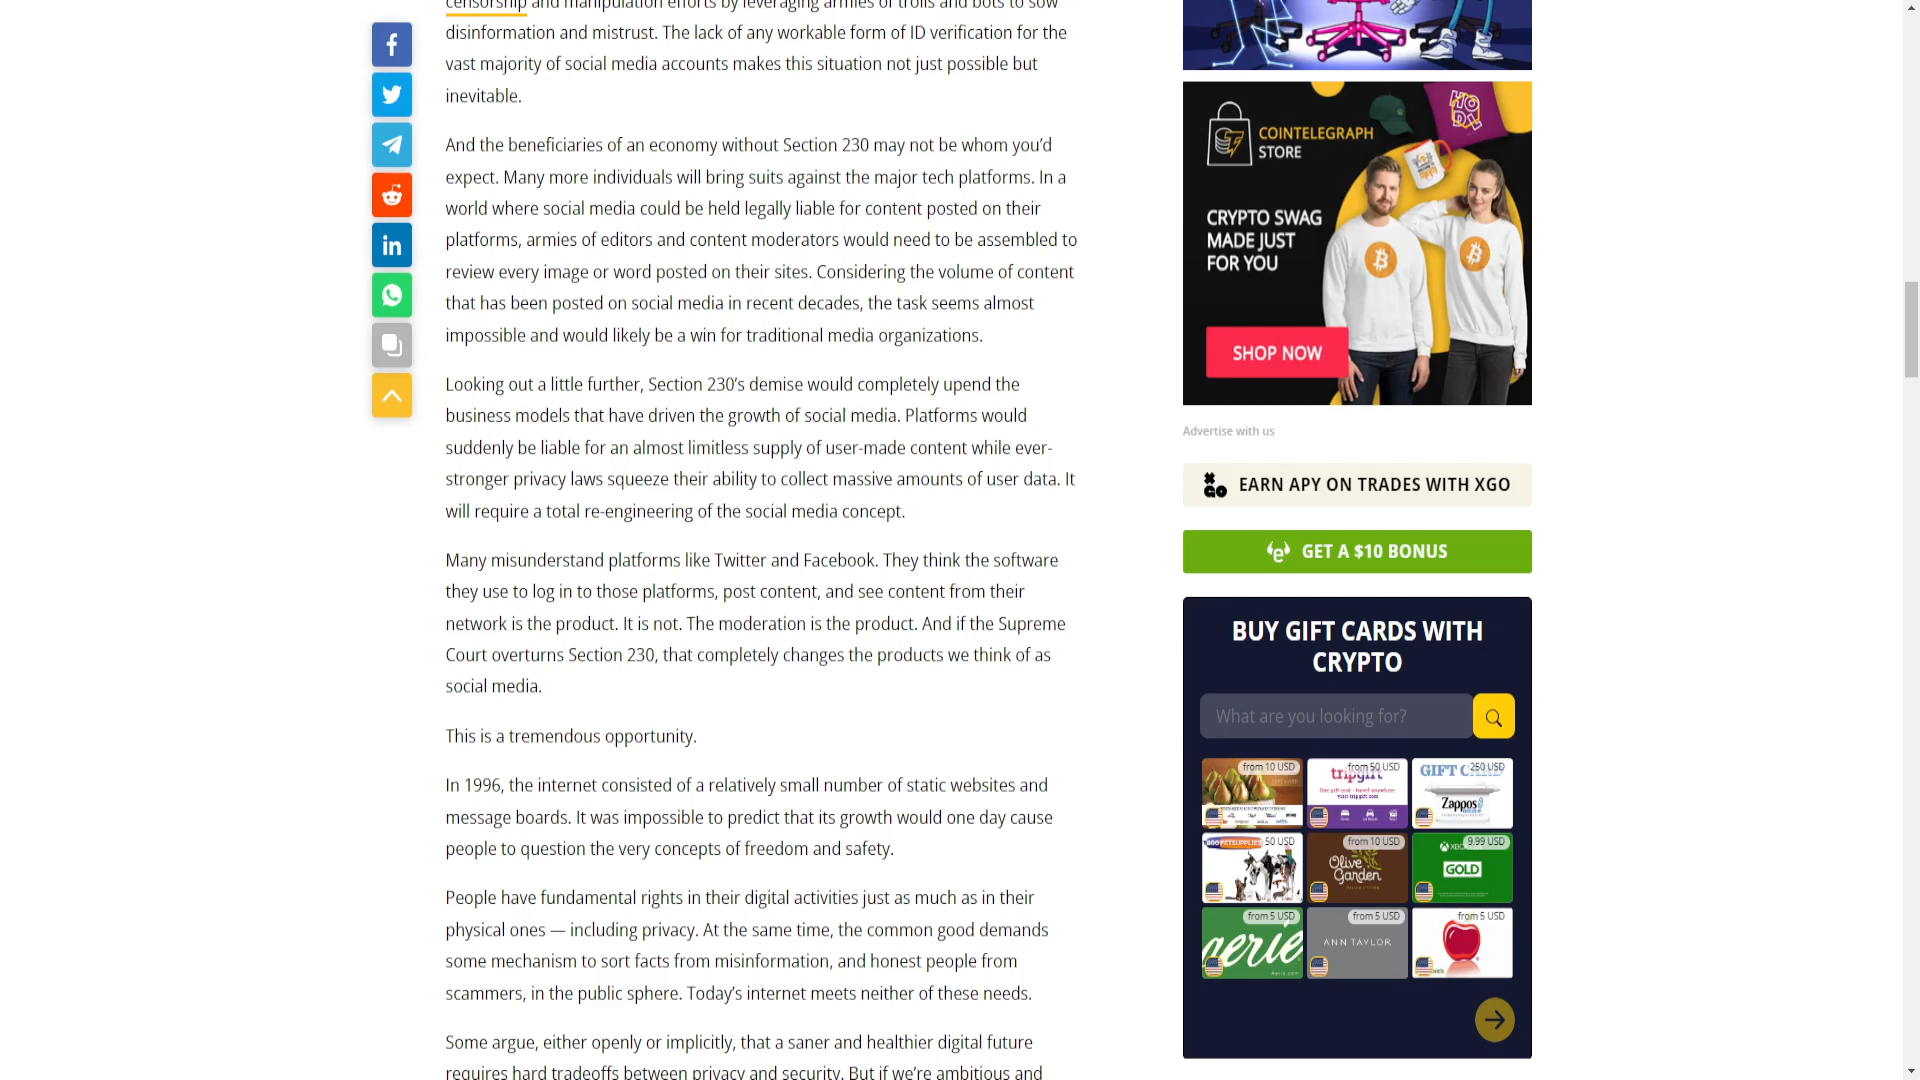 censorship and manipulation efforts by leveraging armies of trolls and bots to sow
disinformation and mistrust. The lack of any workable form of ID verification for the
vast majority of social media accounts makes this situation not just possible but
inevitable.
And the beneficiaries of an economy without Section 230 may not be whom you’d
expect. Many more individuals will bring suits against the major tech platforms. In a
world where social media could be held legally liable for content posted on their
platforms, armies of editors and content moderators would need to be assembled to
review every image or word posted on their sites. Considering the volume of content
that has been posted on social media in recent decades, the task seems almost
impossible and would likely be a win for traditional media organizations.
Looking out a little further, Section 230’s demise would completely upend the
business models that have driven the growth of social media. Platforms would
suddenly be liable for an almost limitless supply of user-made content while ever-
stronger privacy laws squeeze their ability to collect massive amounts of user data. It
will require a total re-engineering of the social media concept.
Many misunderstand platforms like Twitter and Facebook. They think the software
they use to log in to those platforms, post content, and see content from their
network is the product. It is not. The moderation is the product. And if the Supreme
Court overturns Section 230, that completely changes the products we think of as
social media.
This is a tremendous opportunity.
In 1996, the internet consisted of a relatively small number of static websites and
message boards. It was impossible to predict that its growth would one day cause
people to question the very concepts of freedom and safety.
People have fundamental rights in their digital activities just as much as in their
physical ones — including privacy. At the same time, the common good demands
some mechanism to sort facts from misinformation, and honest people from
scammers, in the public sphere. Today’s internet meets neither of these needs.
Some argue, either openly or implicitly, that a saner and healthier digital future
requires hard tradeoffs between privacy and security. But if we’re ambitious and
HODL
COINTELEGRAPH
STORE
CRYPTO SWAG
MADE JUST
FOR YOU
SHOP NOW
Advertise with us
XGO
EARN APY ON TRADES WITH XGO
GET A $10 BONUS
BUY GIFT CARDS WITH
CRYPTO
What are you looking for?
from 10 USD
from 50 USD
tripgift
One gift card - travel anywhere
visit tripgift.com
250 USD
GIFT CARD
Zappos
50 USD
PETSUPPLIES
from 10 USD
Olive
Garden
9.99 USD
XBOX
GOLD
from 5 USD
aerie
Aerie.com
from 5 USD
ANN TAYLOR
from 5 USD